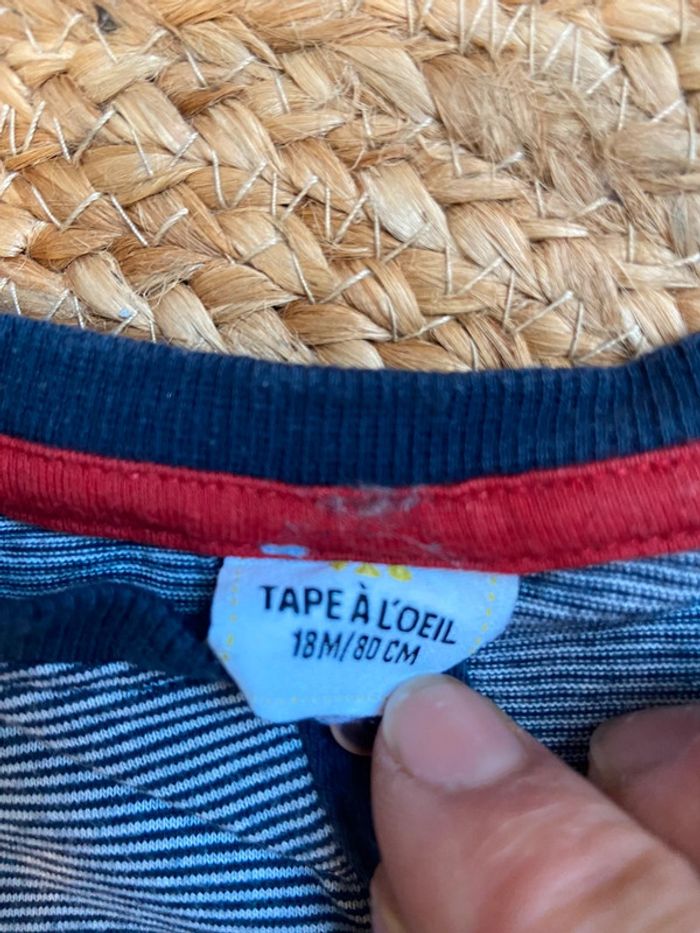 TAPE À L'OEIL
18M/80 CM